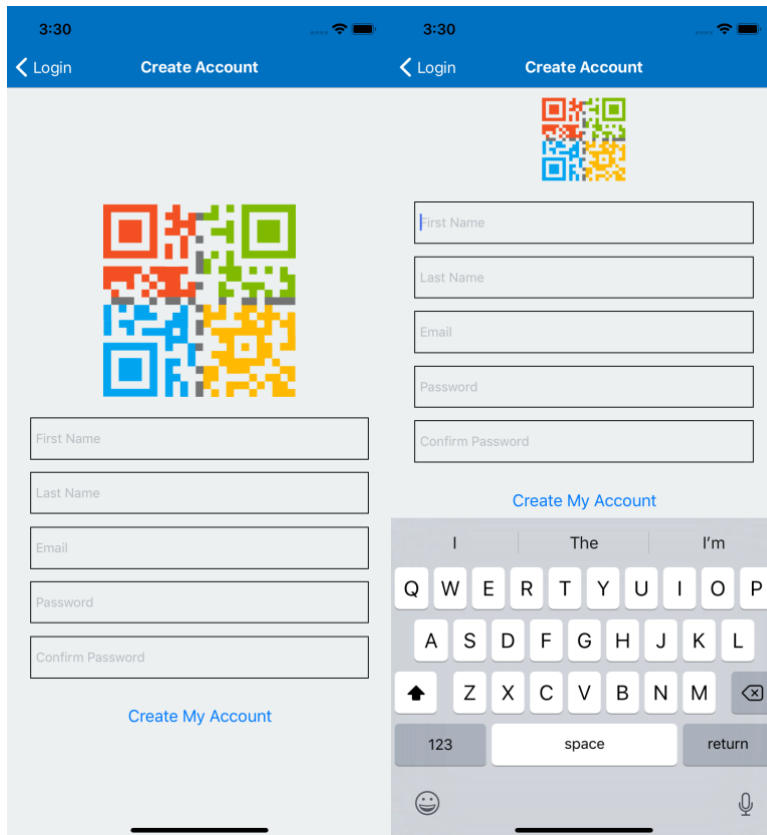 3:30
Login
Create Account
First Name
Last Name
Email
Password
Confirm Password
Create My Account
3:30
Login
Create Account
First Name
Last Name
Email
Password
Confirm Password
Create My Account
I The I'm
Q W E R T Y U I O P
A S D F G H J K L
Z X C V B N M
123 space return